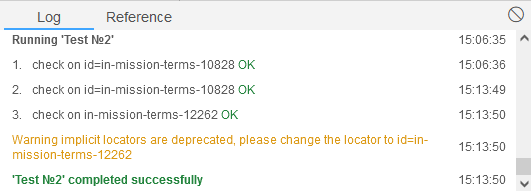 Log Reference
Running 'Test №2' 15:06:35
1. check on id=in-mission-terms-10828 OK 15:06:36
2. check on id=in-mission-terms-10828 OK 15:13:49
3. check on in-mission-terms-12262 OK 15:13:50
Warning implicit locators are deprecated, please change the locator to id=in-
mission-terms-12262 15:13:50
'Test №2' completed successfully 15:13:50